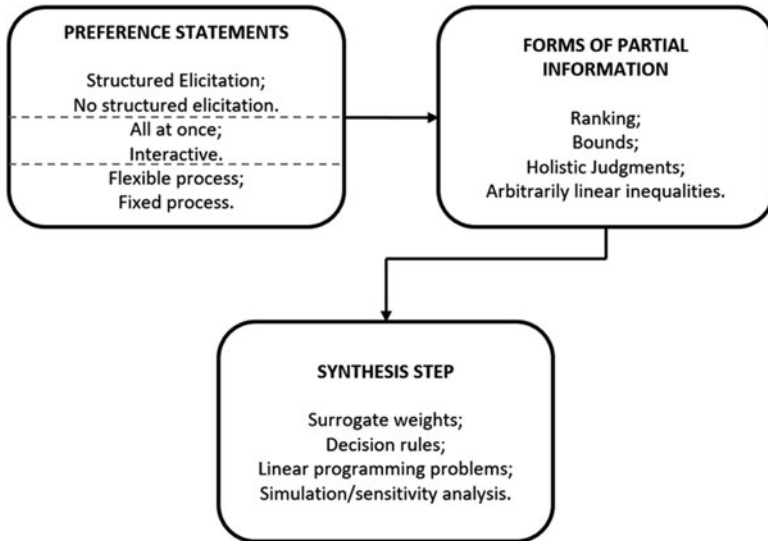 PREFERENCE STATEMENTS
Structured Elicitation;
No structured elicitation.
All at once;
Interactive.
Flexible process;
Fixed process.
FORMS OF PARTIAL
INFORMATION
Ranking;
Bounds;
Holistic Judgments;
Arbitrarily linear inequalities.
SYNTHESIS STEP
Surrogate weights;
Decision rules;
Linear programming problems;
Simulation/sensitivity analysis.